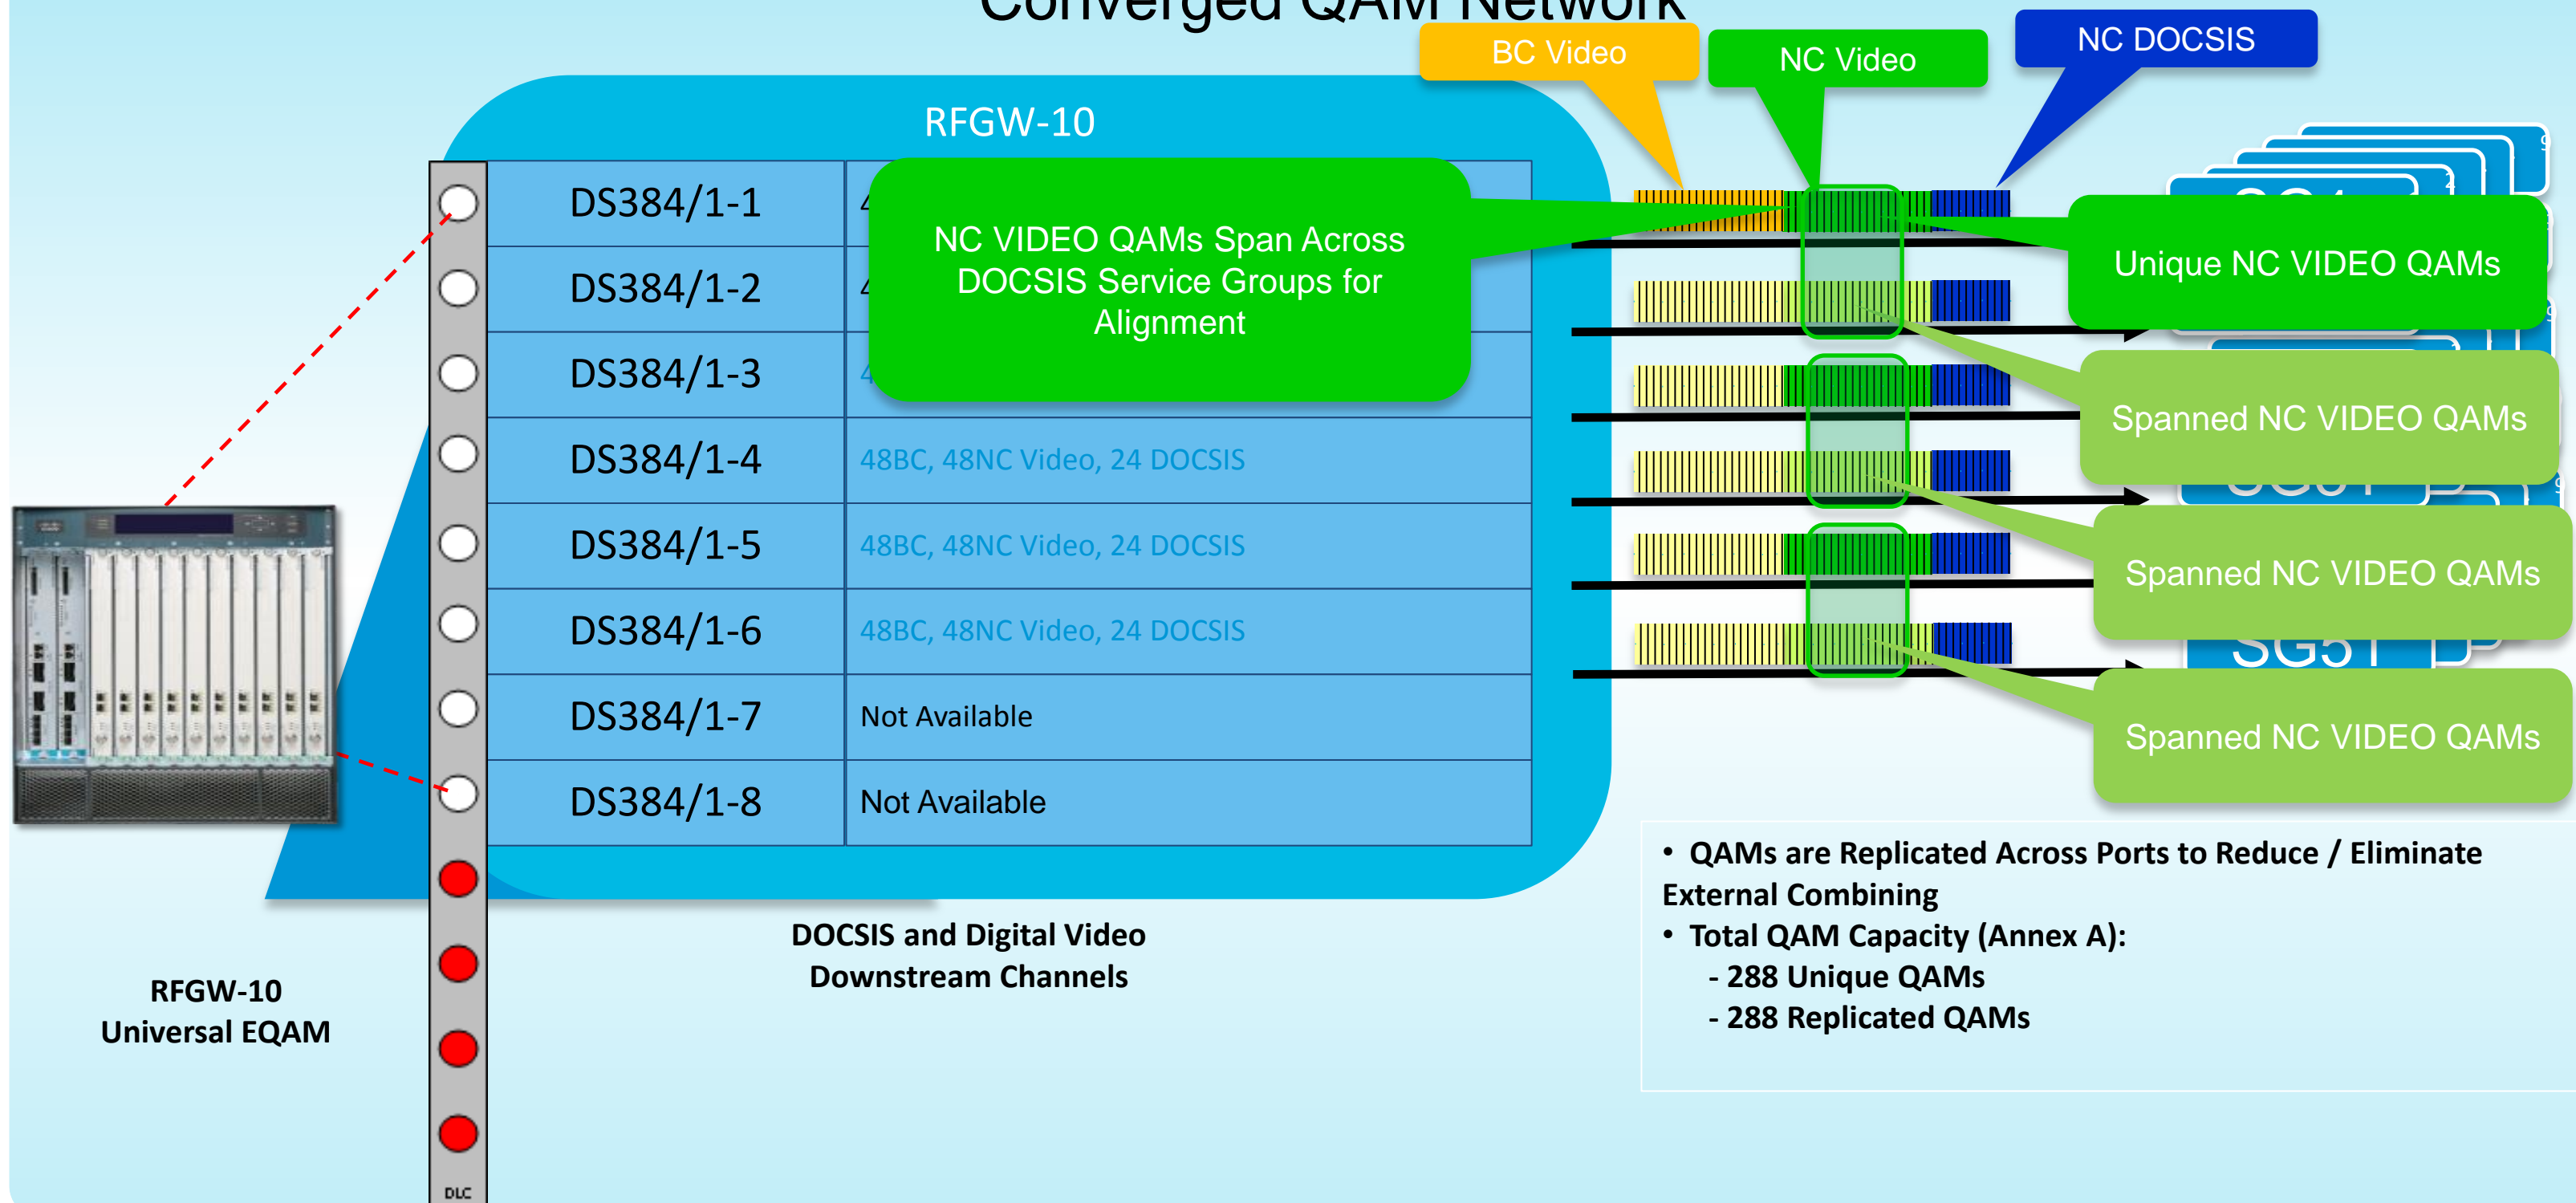 Converged QAM Network
BC Video
NC Video
NC DOCSIS
RFGW-10
DS384/1-1
4
NC VIDEO QAMs Span Across
DOCSIS Service Groups for
Alignment
Unique NC VIDEO QAMs
DS384/1-2
4
DS384/1-3
4
Spanned NC VIDEO QAMs
DS384/1-4
48BC, 48NC Video, 24 DOCSIS
DS384/1-5
48BC, 48NC Video, 24 DOCSIS
Spanned NC VIDEO QAMs
DS384/1-6
48BC, 48NC Video, 24 DOCSIS
SG51
DS384/1-7
Not Available
Spanned NC VIDEO QAMs
DS384/1-8
Not Available
• QAMs are Replicated Across Ports to Reduce / Eliminate
External Combining
• Total QAM Capacity (Annex A):
- 288 Unique QAMs
- 288 Replicated QAMs
DOCSIS and Digital Video
Downstream Channels
RFGW-10
Universal EQAM
DLC